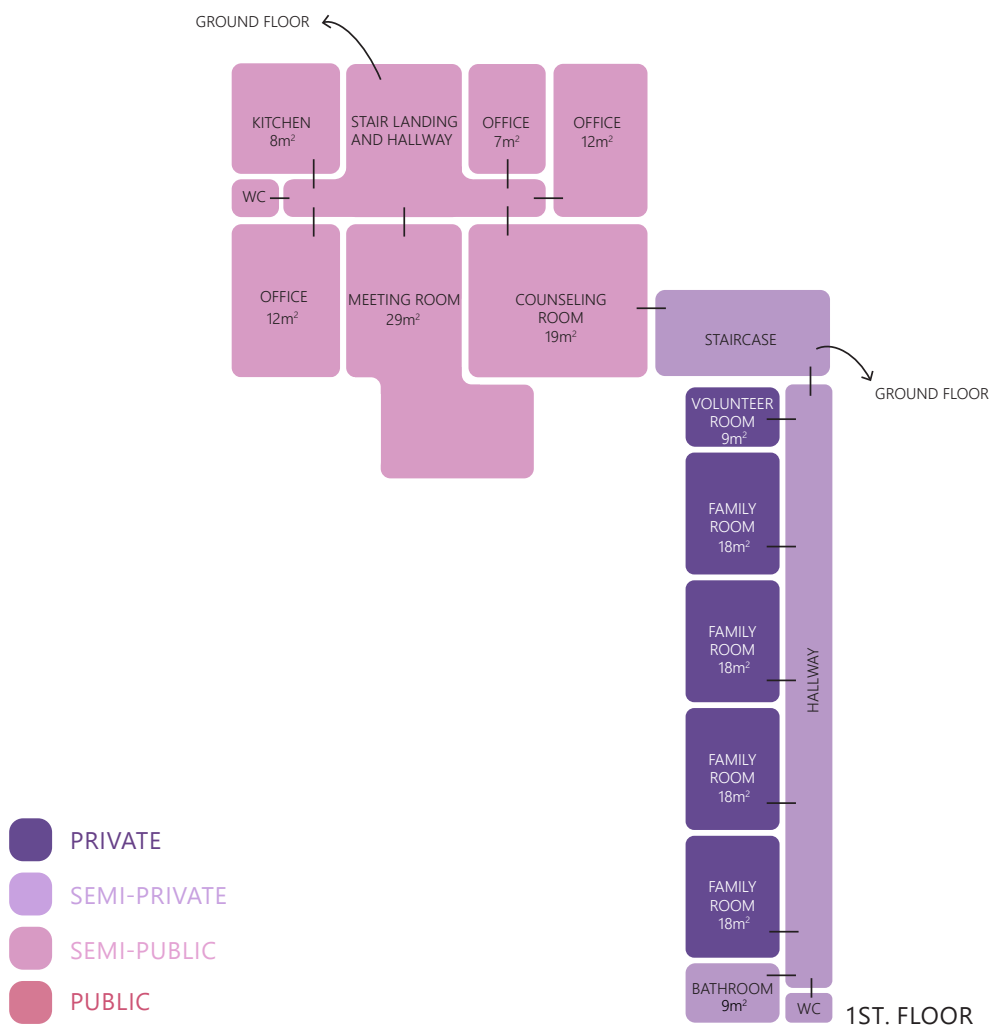 GROUND FLOOR
KITCHEN
8m²
STAIR LANDING
AND HALLWAY
OFFICE
7m²
OFFICE
12m²
WC
OFFICE
12m²
MEETING ROOM
29m²
COUNSELING
ROOM
19m²
STAIRCASE
GROUND FLOOR
VOLUNTEER
ROOM
9m²
FAMILY
ROOM
18m²
FAMILY
ROOM
18m²
HALLWAY
FAMILY
ROOM
18m²
FAMILY
ROOM
18m²
BATHROOM
9m²
WC
1ST. FLOOR
PRIVATE
SEMI-PRIVATE
SEMI-PUBLIC
PUBLIC